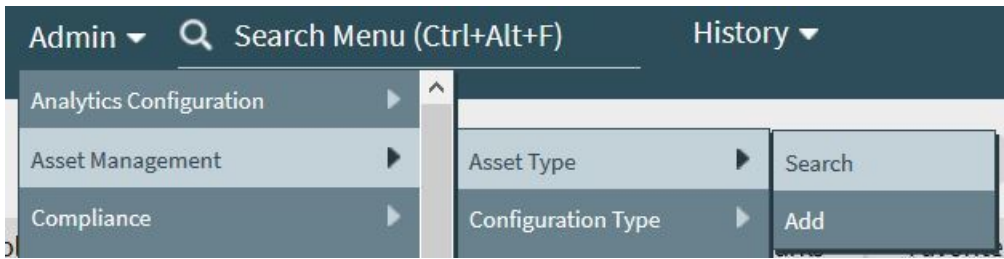 Admin Search Menu (Ctrl+Alt+F) History
Analytics Configuration
Asset Management Asset Type Search
Compliance Configuration Type Add